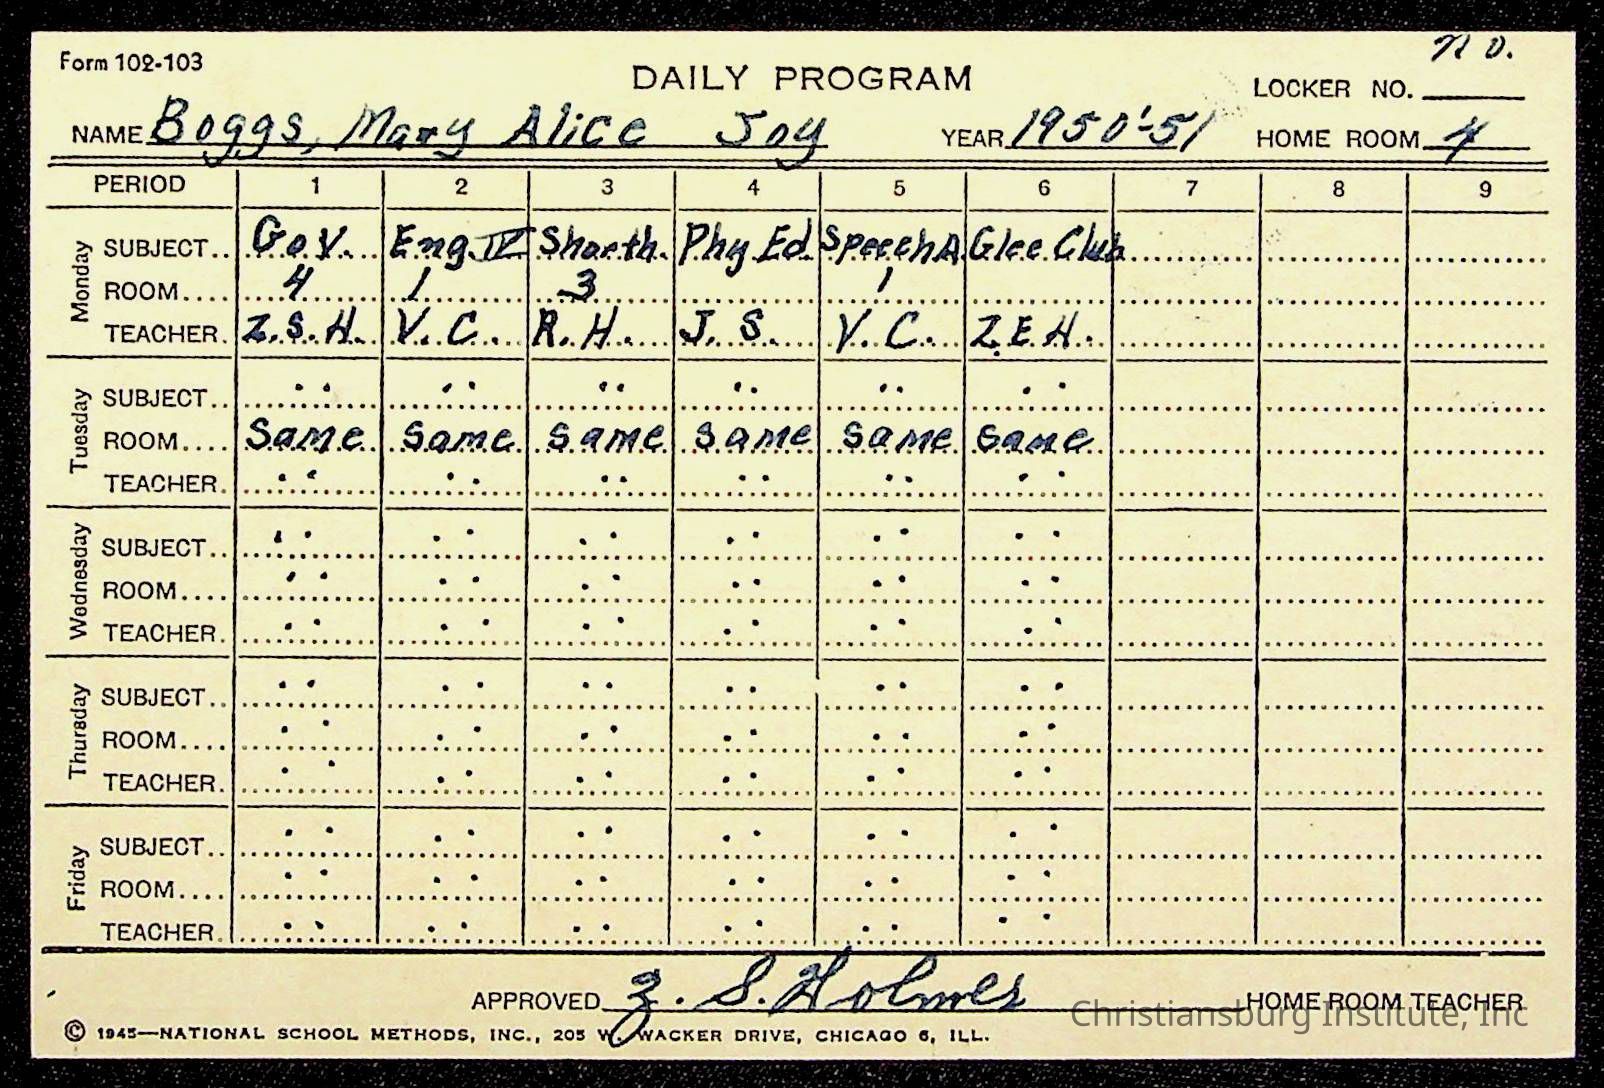 n o.
Form 102-103
DAILY PROGRAM
LOCKER NO.
NAME Boggs, Mary Alice Joy YEAR 1950'-51 HOME ROOM 4
PERIOD 1 2 3 4 5 6 7 8 9
Monday
SUBJECT.. Gov. Eng. IV Shorth. Phy Ed. Speech A. Glee Club
ROOM.... 4 1 3 1
TEACHER. Z.S.H. V.C. R.H. J.S. V.C. Z.E.H.
Tuesday
SUBJECT.. " " " " " "
ROOM.... Same Same Same Same Same Same
TEACHER. " " " " " "
Wednesday
SUBJECT.. " " " " " "
ROOM.... " " " " " "
TEACHER. " " " " " "
Thursday
SUBJECT.. " " " " " "
ROOM.... " " " " " "
TEACHER. " " " " " "
Friday
SUBJECT.. " " " " " "
ROOM.... " " " " " "
TEACHER. " " " " " "
APPROVED Z. S. Holmes HOME ROOM TEACHER
Christiansburg Institute, Inc
© 1945—NATIONAL SCHOOL METHODS, INC., 205 W. WACKER DRIVE, CHICAGO 6, ILL.